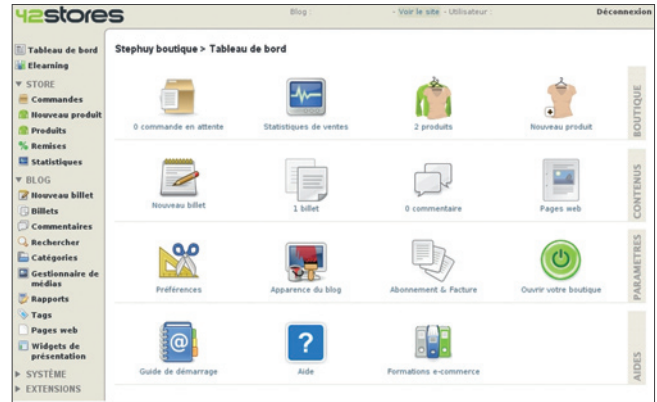 42stores
Blog : - Voir le site - Utilisateur : Déconnexion
Stephuy boutique > Tableau de bord
Tableau de bord
Elearning
STORE
Commandes
Nouveau produit
Produits
Remises
Statistiques
BLOG
Nouveau billet
Billets
Commentaires
Rechercher
Catégories
Gestionnaire de
médias
Rapports
Tags
Pages web
Widgets de
présentation
SYSTÈME
EXTENSIONS
0 commande en attente
Statistiques de ventes
2 produits
Nouveau produit
BOUTIQUE
Nouveau billet
1 billet
0 commentaire
Pages web
CONTENUS
Préférences
Apparence du blog
Abonnement & Facture
Ouvrir votre boutique
PARAMETRES
@
Guide de démarrage
?
Aide
Formations e-commerce
AIDES